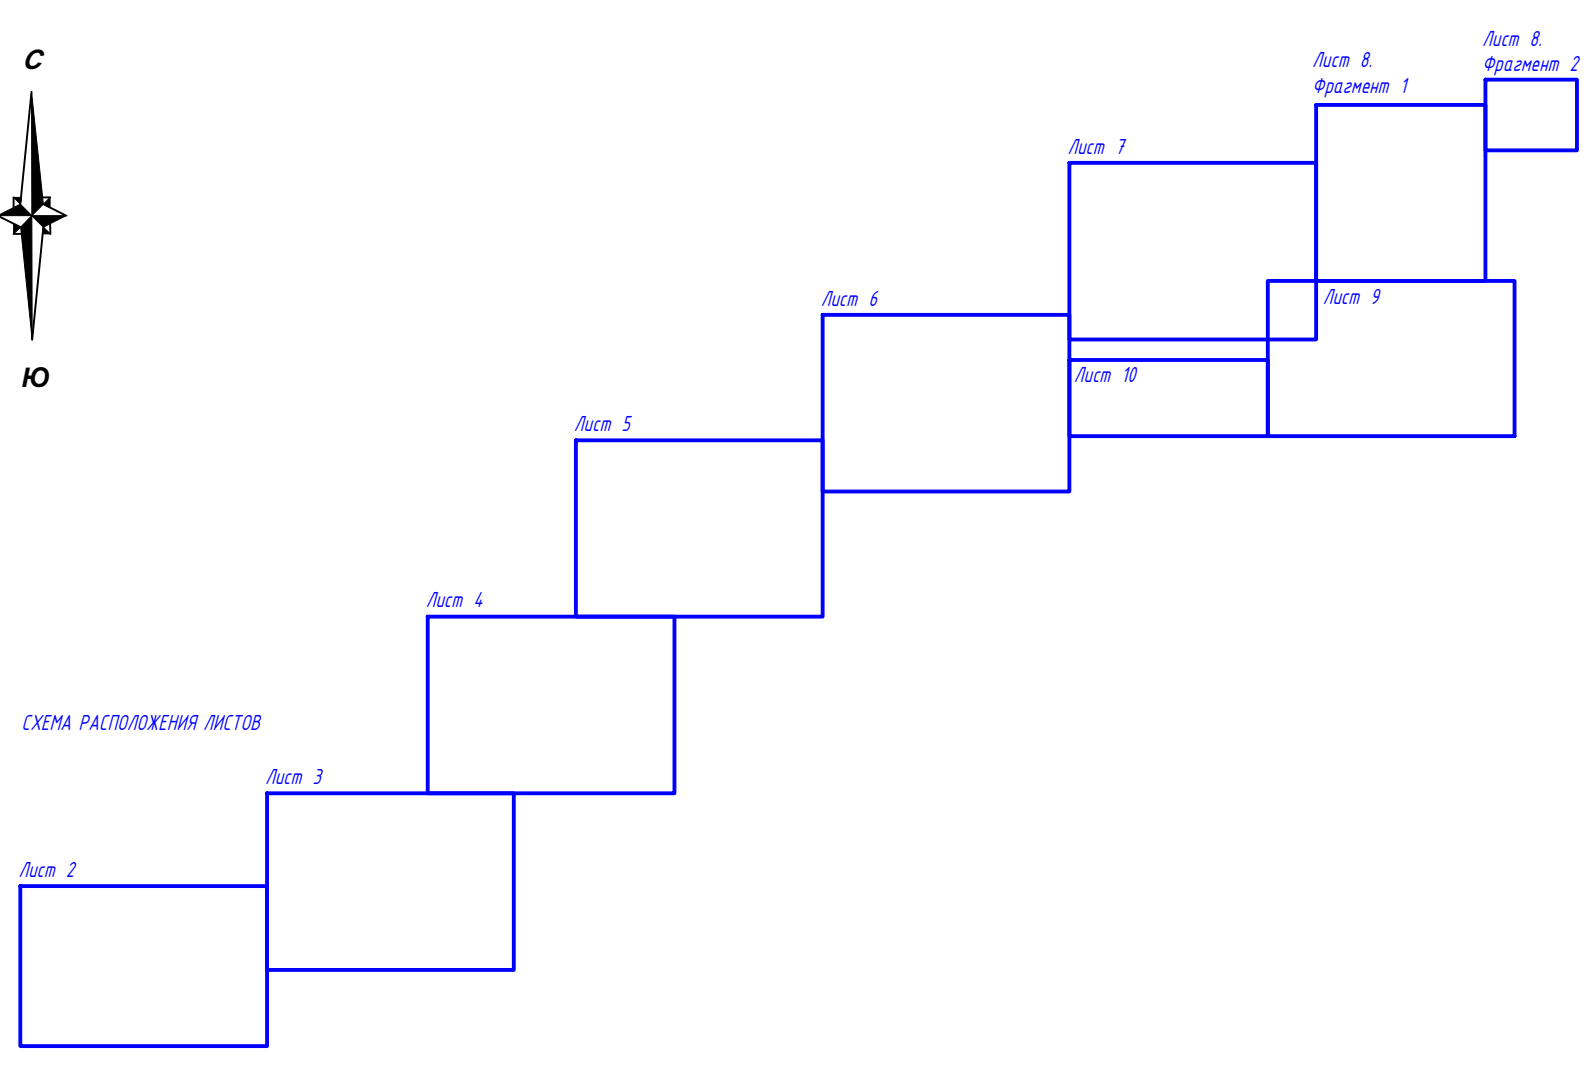 С
Ю
Лист 8.
Фрагмент 2
Лист 8.
Фрагмент 1
Лист 7
Лист 9
Лист 6
Лист 10
Лист 5
Лист 4
СХЕМА РАСПОЛОЖЕНИЯ ЛИСТОВ
Лист 3
Лист 2